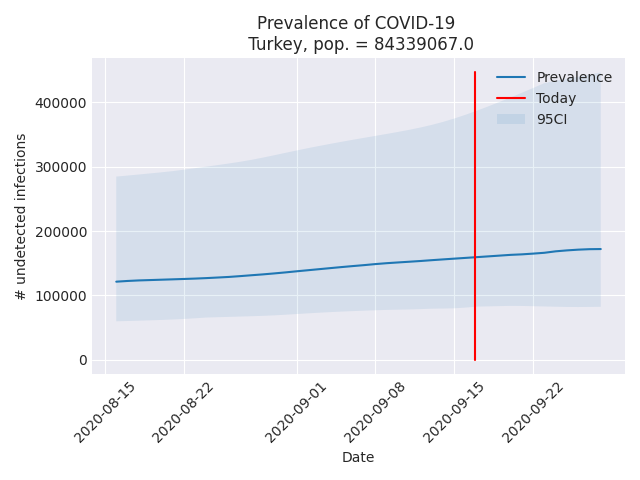 Prevalence of COVID-19
Turkey, pop. = 84339067.0
Prevalence
Today
95CI
# undetected infections
400000
300000
200000
100000
0
2020-08-15
2020-08-22
2020-09-01
2020-09-08
2020-09-15
2020-09-22
Date